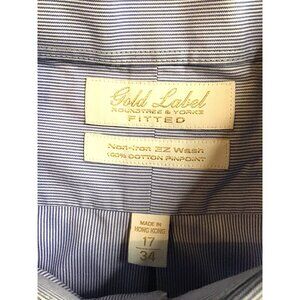 Gold Label
ROUNDTREE & YORKE
FITTED
Non-Iron EZ Wash
100% COTTON PINPOINT
MADE IN
HONG KONG
17
34